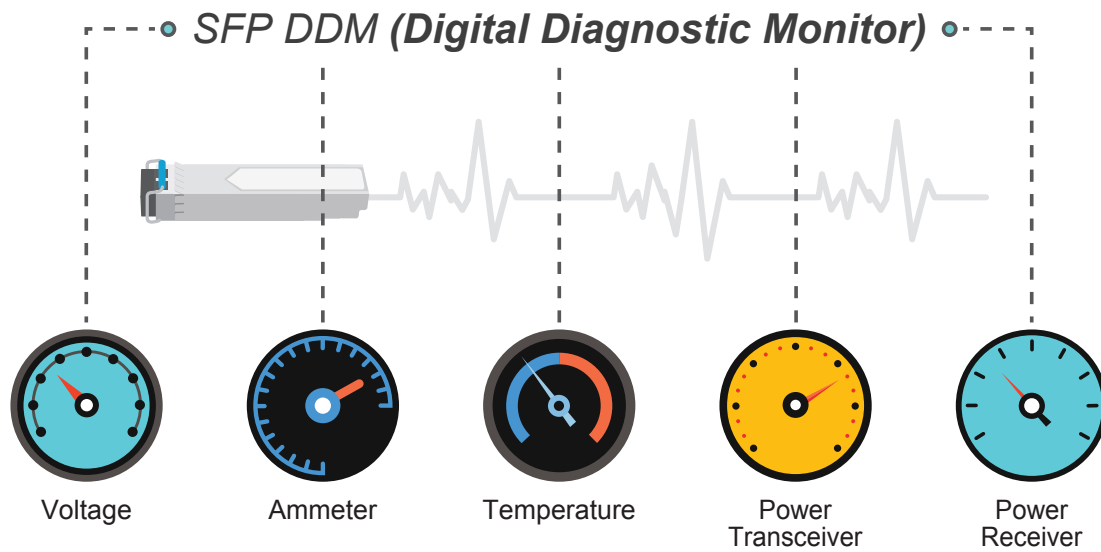 SFP DDM (Digital Diagnostic Monitor)
Voltage
Ammeter
Temperature
Power
Transceiver
Power
Receiver